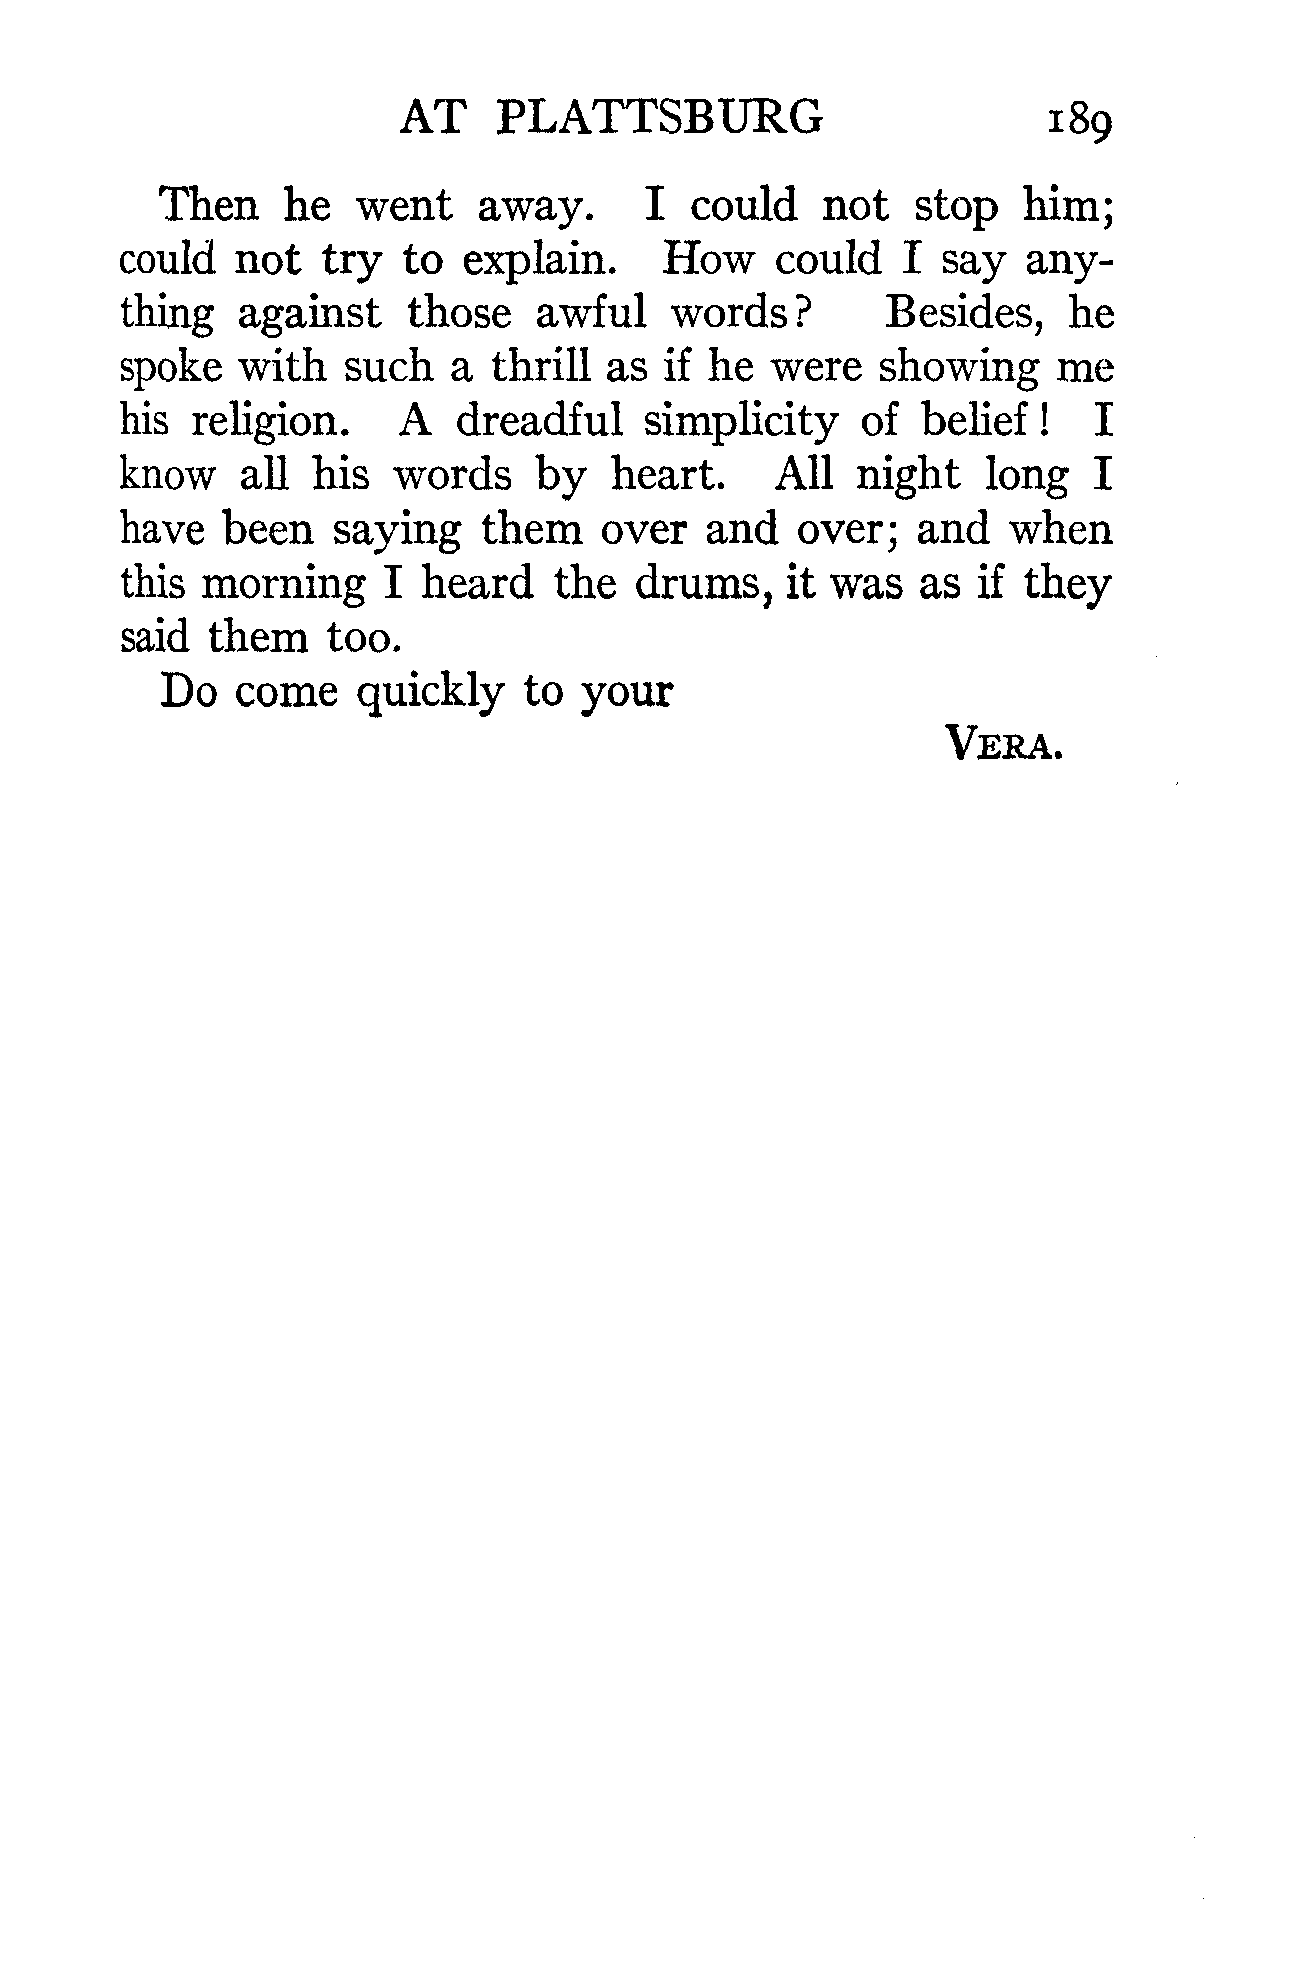 AT PLATTSBURG 189
Then he went away. I could not stop him;
could not try to explain. How could I say any-
thing against those awful words? Besides, he
spoke with such a thrill as if he were showing me
his religion. A dreadful simplicity of belief! I
know all his words by heart. All night long I
have been saying them over and over; and when
this morning I heard the drums, it was as if they
said them too.
Do come quickly to your
VERA.